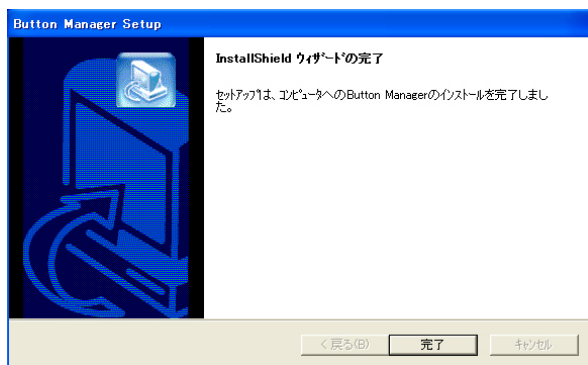 Button Manager Setup
InstallShield ウィザードの完了
セットアップは、コンピュータへのButton Managerのインストールを完了しまし
た。
< 戻る(B)
完了
キャンセル